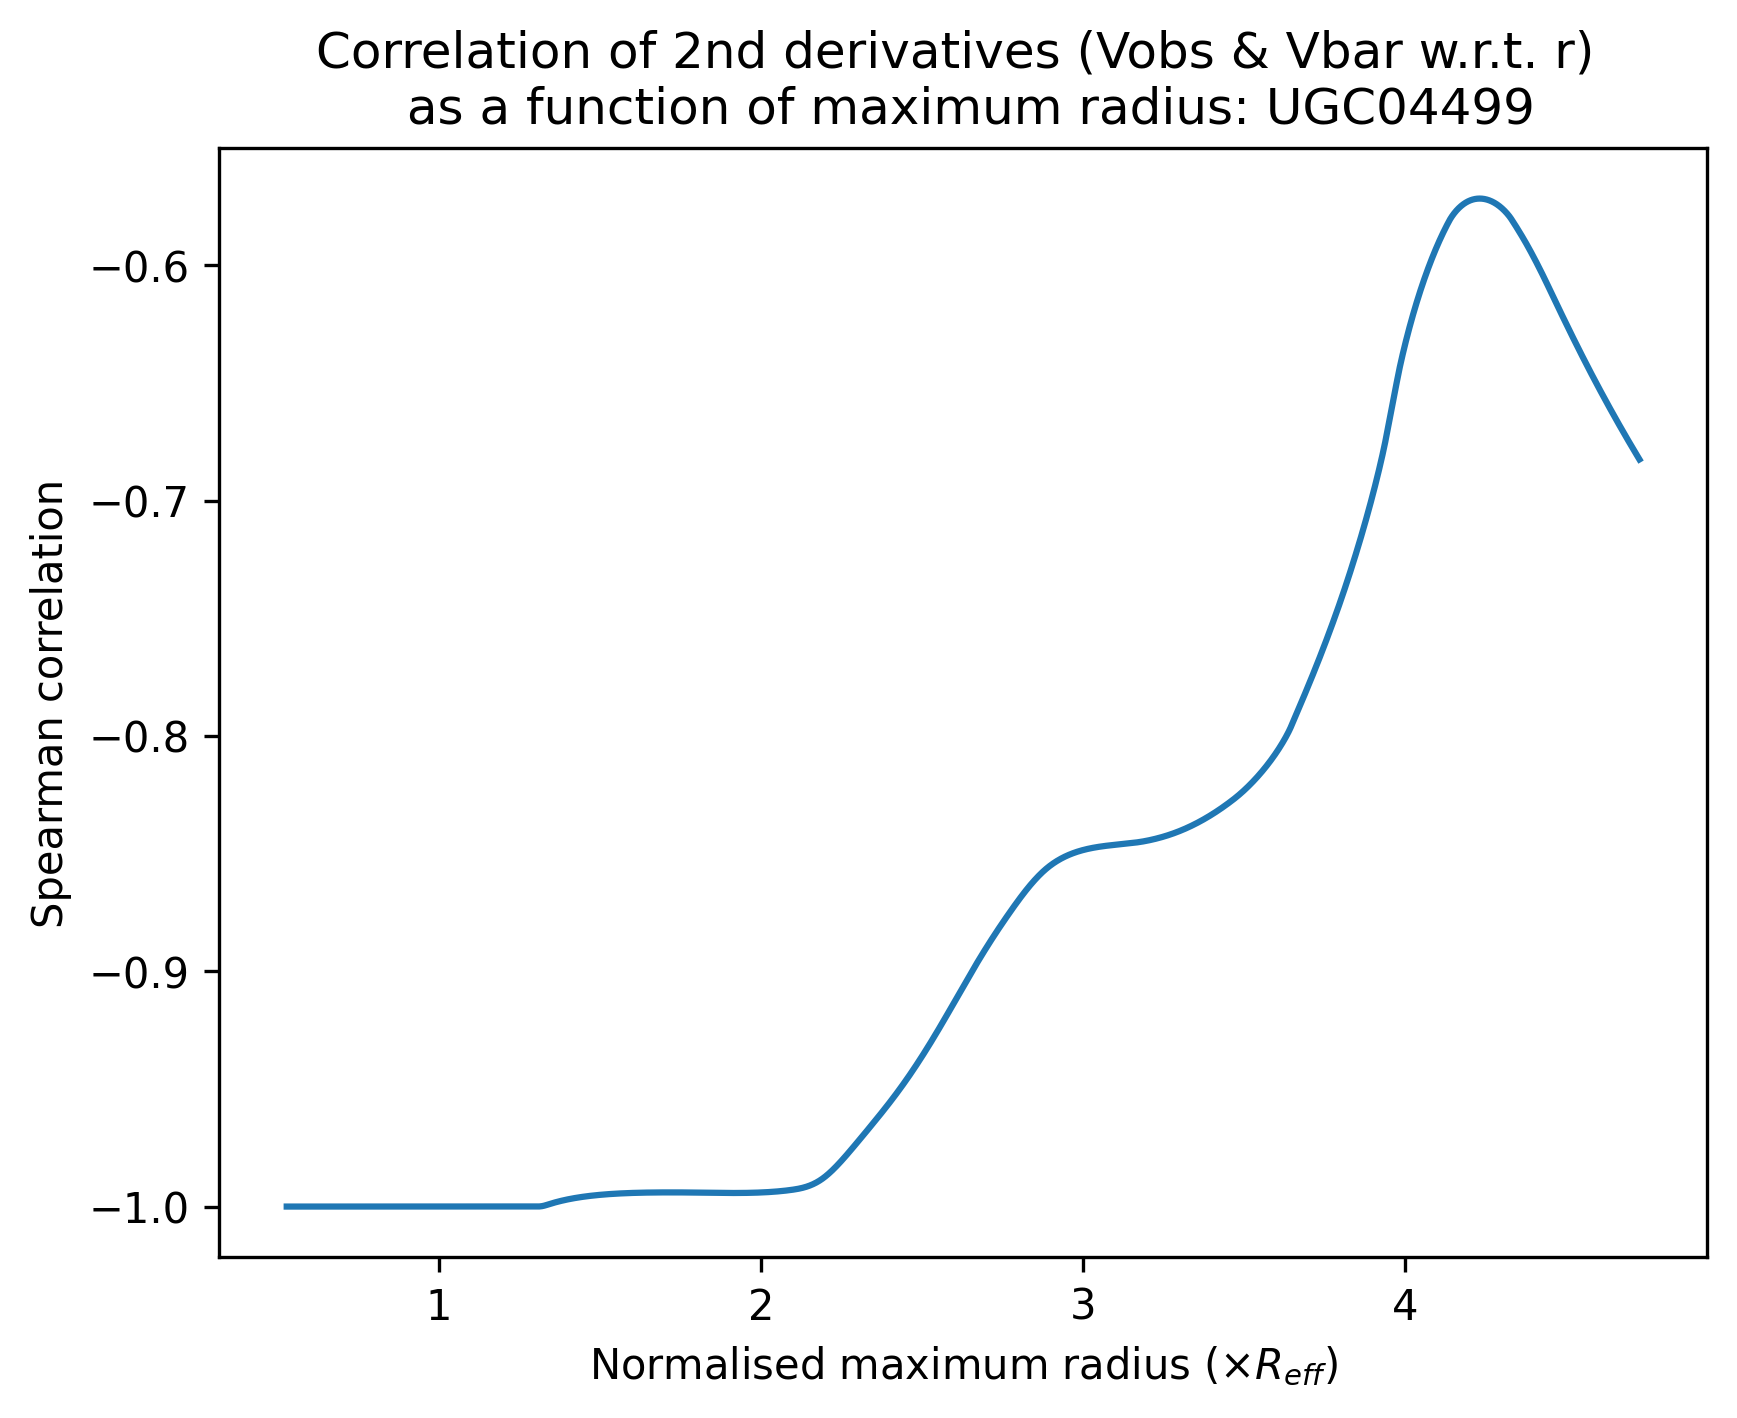 Correlation of 2nd derivatives (Vobs & Vbar w.r.t. r)
as a function of maximum radius: UGC04499
Spearman correlation
−0.6
−0.7
−0.8
−0.9
−1.0
1
2
3
4
Normalised maximum radius (×R_eff)